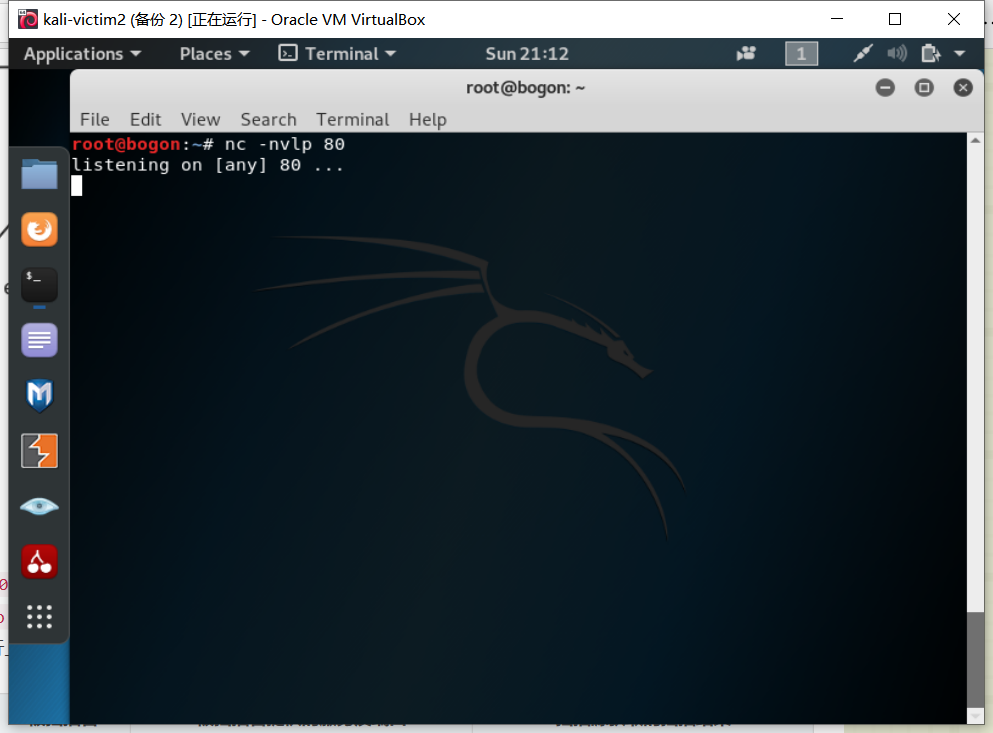 kali-victim2 (备份 2) [正在运行] - Oracle VM VirtualBox
Applications Places Terminal Sun 21:12 1
root@bogon: ~
File Edit View Search Terminal Help
root@bogon:~# nc -nvlp 80
listening on [any] 80 ...
$_